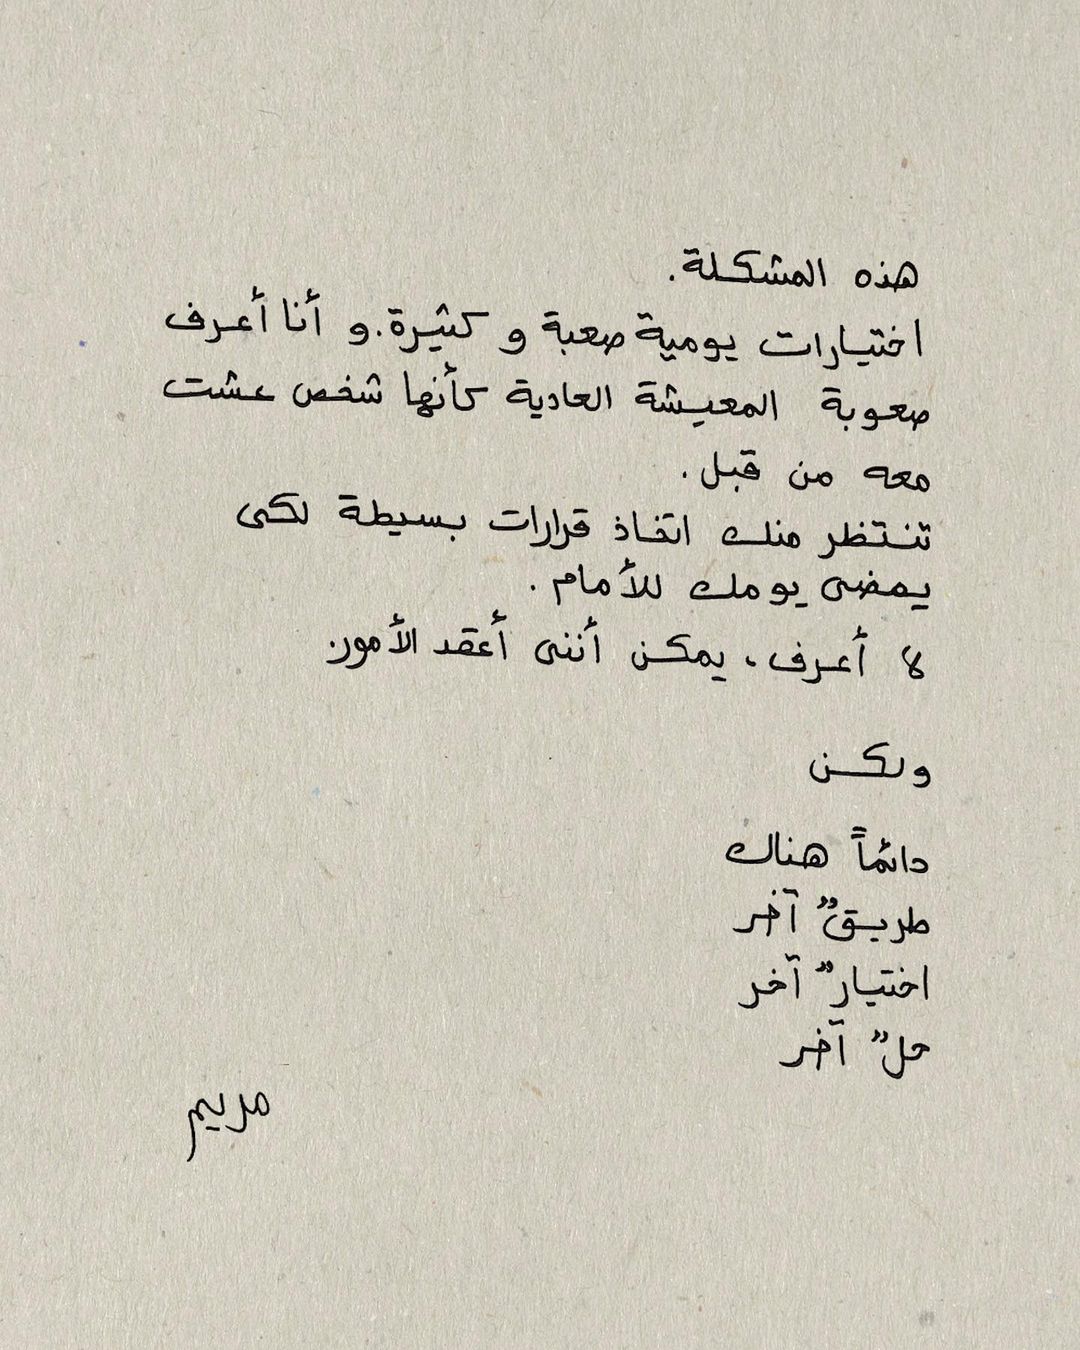 هذه المشكلة.
اختيارات يومية صعبة و كثيرة. و أنا أعرف
صعوبة المعيشة العادية كأنها شخص عشت
معه من قبل.
تنتظر منك اتخاذ قرارات بسيطة لكى
يمضى يومك للأمام.
لا أعرف، يمكن أننى أعقد الأمور.
ولكن
دائماً هناك
طريقٌ آخر
اختيارٌ آخر
حلٌ آخر
مريم